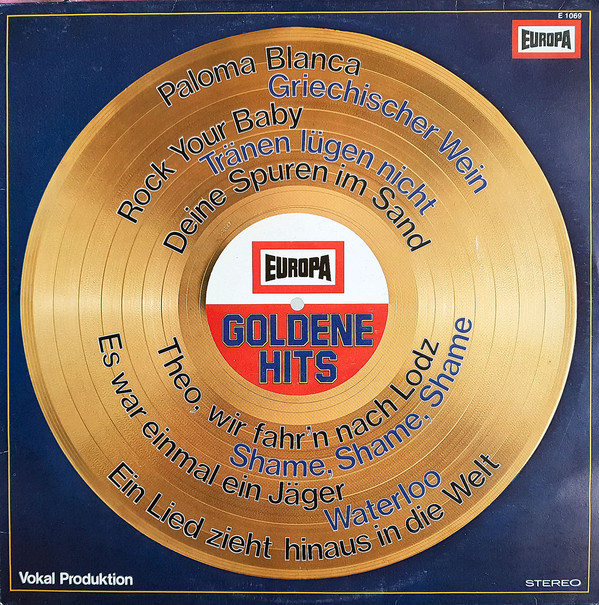 E 1069
EUROPA
Paloma Blanca
Griechischer Wein
Rock Your Baby
Tränen lügen nicht
Deine Spuren im Sand
EUROPA
GOLDENE
HITS
Theo, wir fahr'n nach Lodz
Shame, Shame, Shame
Es war einmal ein Jäger
Waterloo
Ein Lied zieht hinaus in die Welt
Vokal Produktion
STEREO